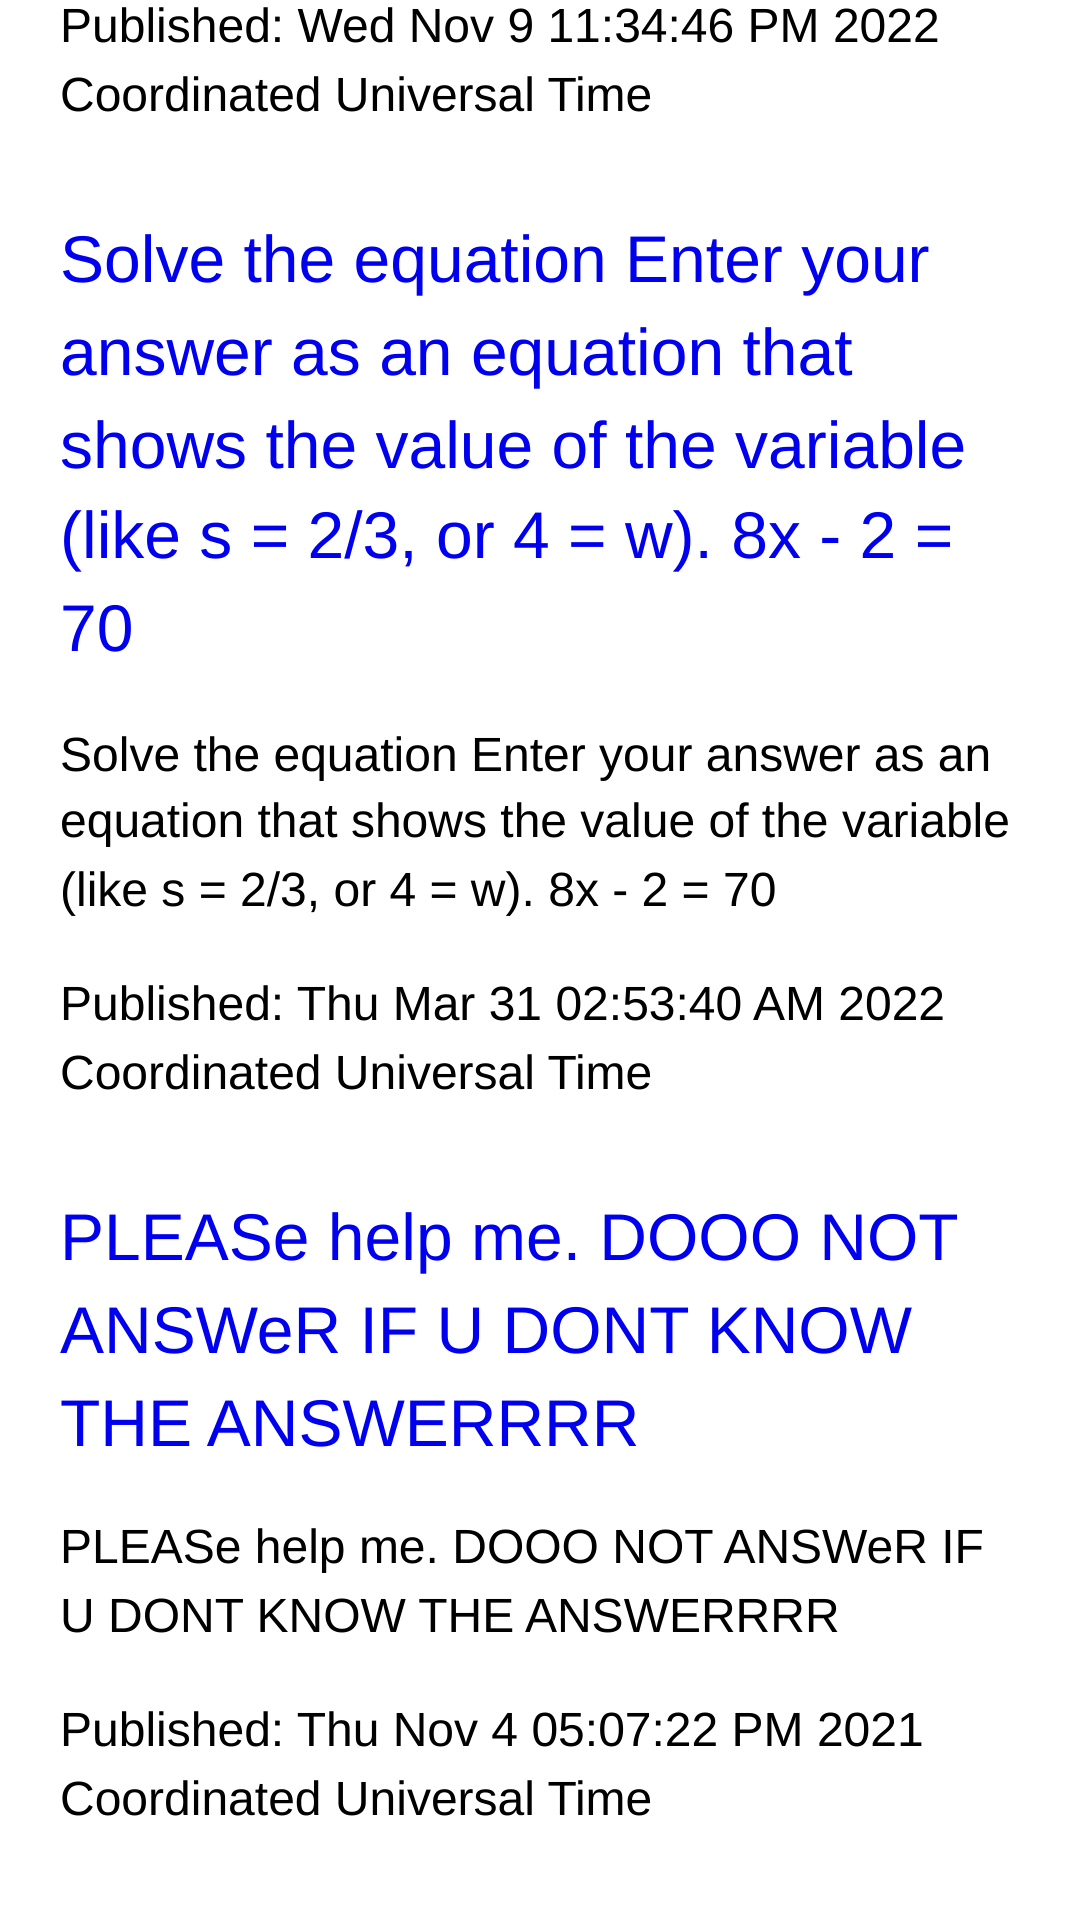 Published: Wed Nov 9 11:34:46 PM 2022
Coordinated Universal Time
Solve the equation Enter your
answer as an equation that
shows the value of the variable
(like s = 2/3, or 4 = w). 8x - 2 =
70
Solve the equation Enter your answer as an
equation that shows the value of the variable
(like s = 2/3, or 4 = w). 8x - 2 = 70
Published: Thu Mar 31 02:53:40 AM 2022
Coordinated Universal Time
PLEASe help me. DOOO NOT
ANSWeR IF U DONT KNOW
THE ANSWERRRR
PLEASe help me. DOOO NOT ANSWeR IF
U DONT KNOW THE ANSWERRRR
Published: Thu Nov 4 05:07:22 PM 2021
Coordinated Universal Time